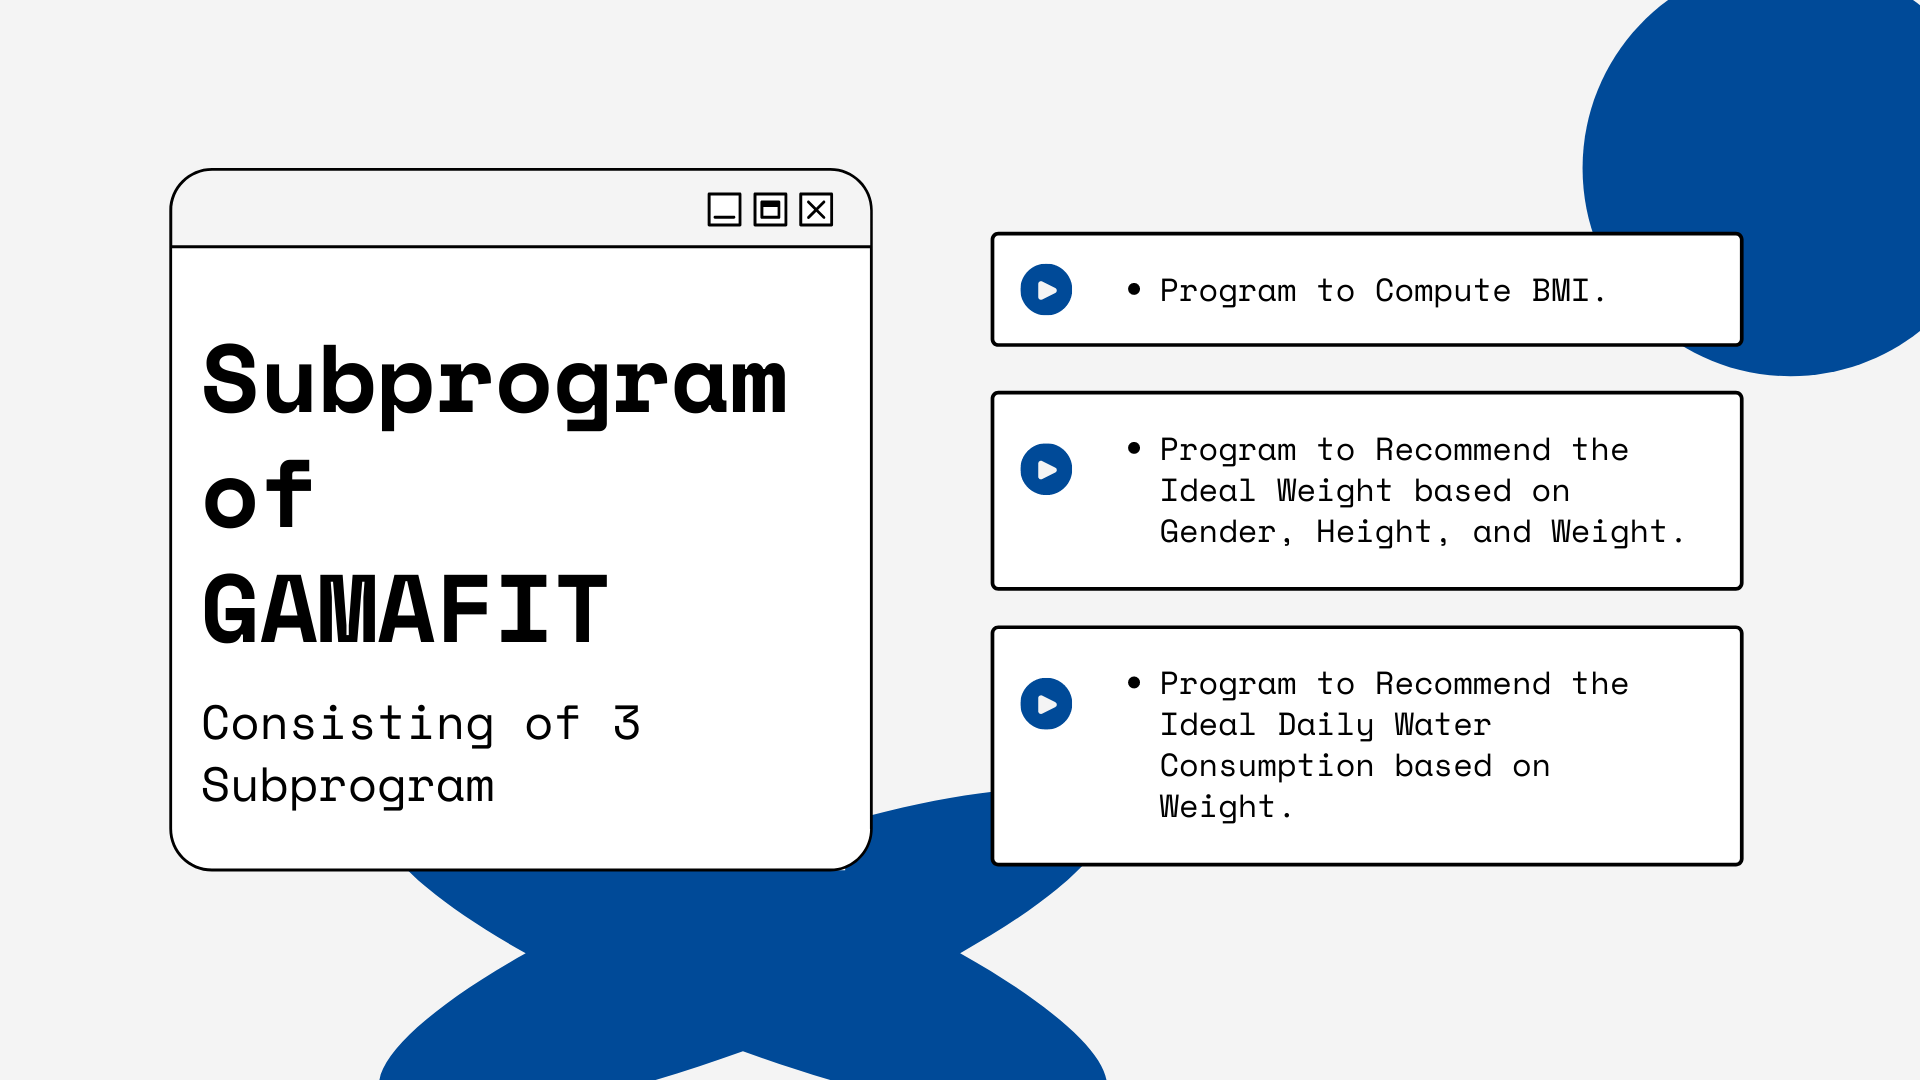 Subprogram
of
GAMAFIT
Consisting of 3
Subprogram
• Program to Compute BMI.
• Program to Recommend the
Ideal Weight based on
Gender, Height, and Weight.
• Program to Recommend the
Ideal Daily Water
Consumption based on
Weight.